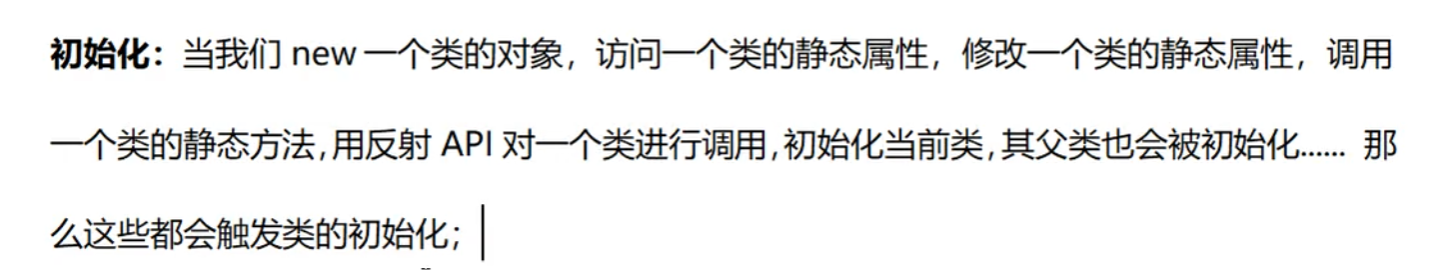 初始化：当我们 new 一个类的对象，访问一个类的静态属性，修改一个类的静态属性，调用
一个类的静态方法,用反射 API 对一个类进行调用,初始化当前类,其父类也会被初始化...... 那
么这些都会触发类的初始化；